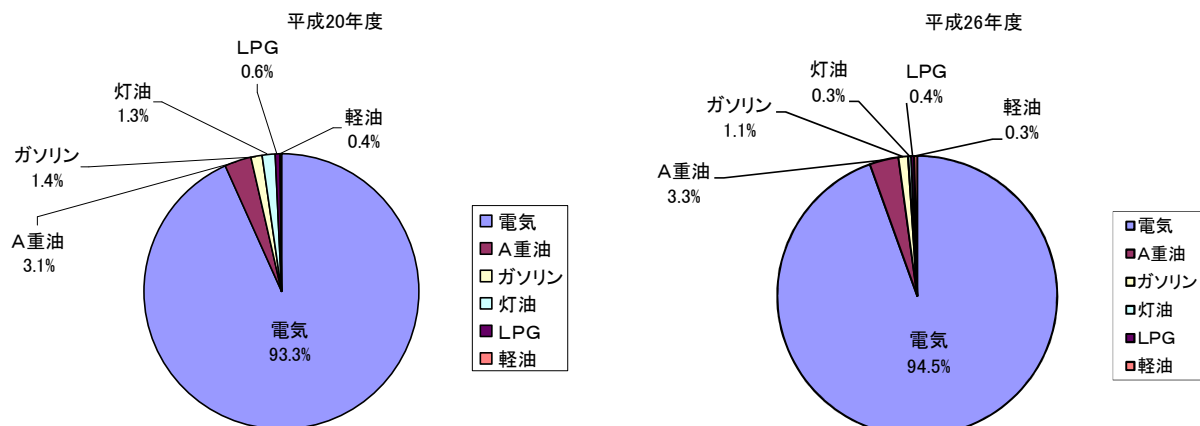 平成20年度
LPG
0.6%
灯油
1.3%
軽油
0.4%
ガソリン
1.4%
A重油
3.1%
電気
93.3%
電気
A重油
ガソリン
灯油
LPG
軽油
平成26年度
灯油
0.3%
LPG
0.4%
ガソリン
1.1%
軽油
0.3%
A重油
3.3%
電気
94.5%
電気
A重油
ガソリン
灯油
LPG
軽油